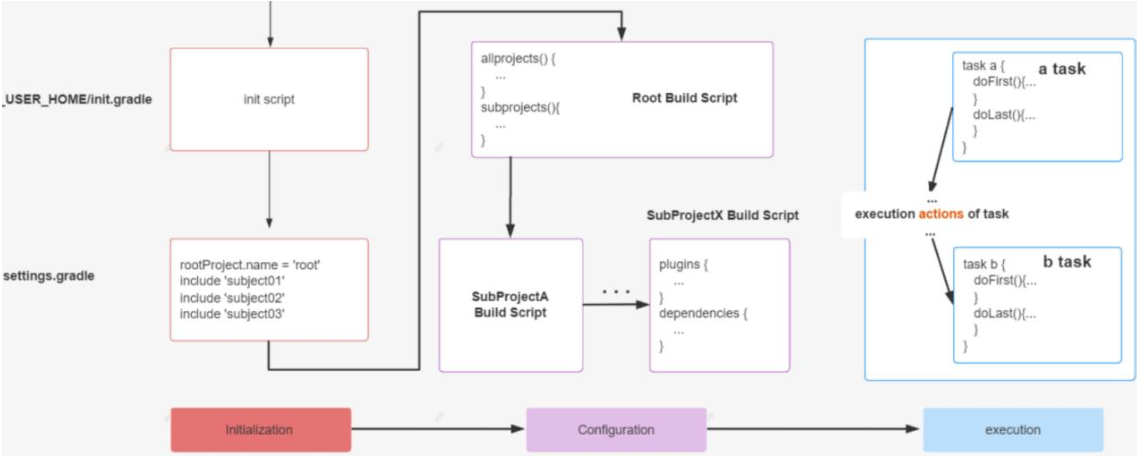 _USER_HOME/init.gradle
init script
settings.gradle
rootProject.name = 'root'
include 'subject01'
include 'subject02'
include 'subject03'
allprojects() {
...
}
subprojects(){
...
}
Root Build Script
SubProjectA
Build Script
...
SubProjectX Build Script
plugins {
...
}
dependencies {
...
}
task a {
doFirst(){...
}
doLast(){...
}
}
a task
...
execution actions of task
...
task b {
doFirst(){...
}
doLast(){...
}
}
b task
Initialization
Configuration
execution